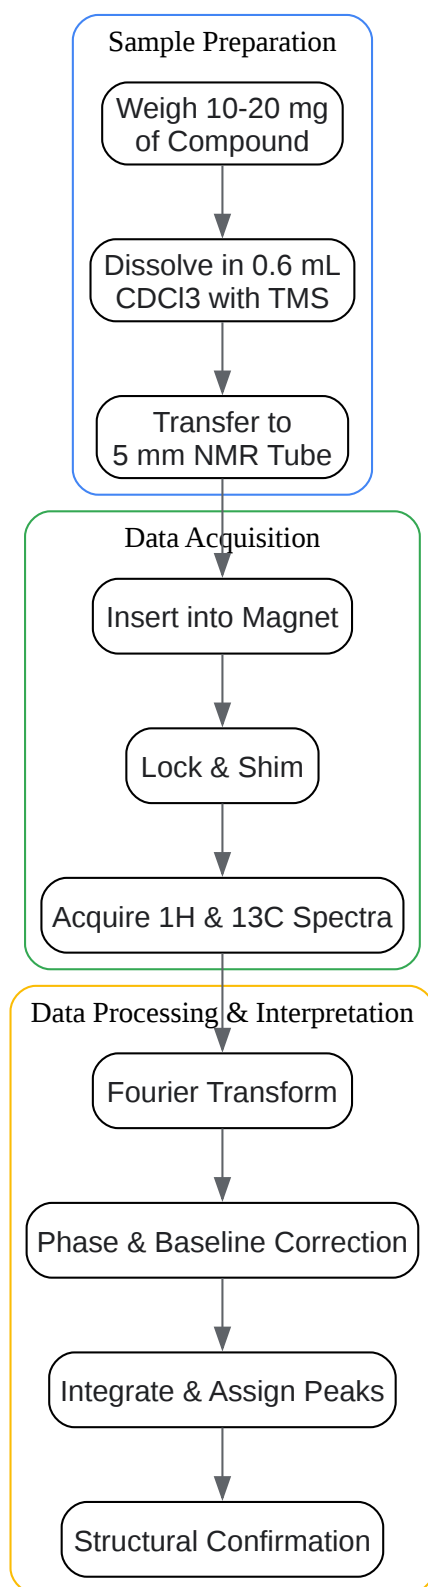 Sample Preparation
Weigh 10-20 mg
of Compound
Dissolve in 0.6 mL
CDCl3 with TMS
Transfer to
5 mm NMR Tube
Data Acquisition
Insert into Magnet
Lock & Shim
Acquire 1H & 13C Spectra
Data Processing & Interpretation
Fourier Transform
Phase & Baseline Correction
Integrate & Assign Peaks
Structural Confirmation